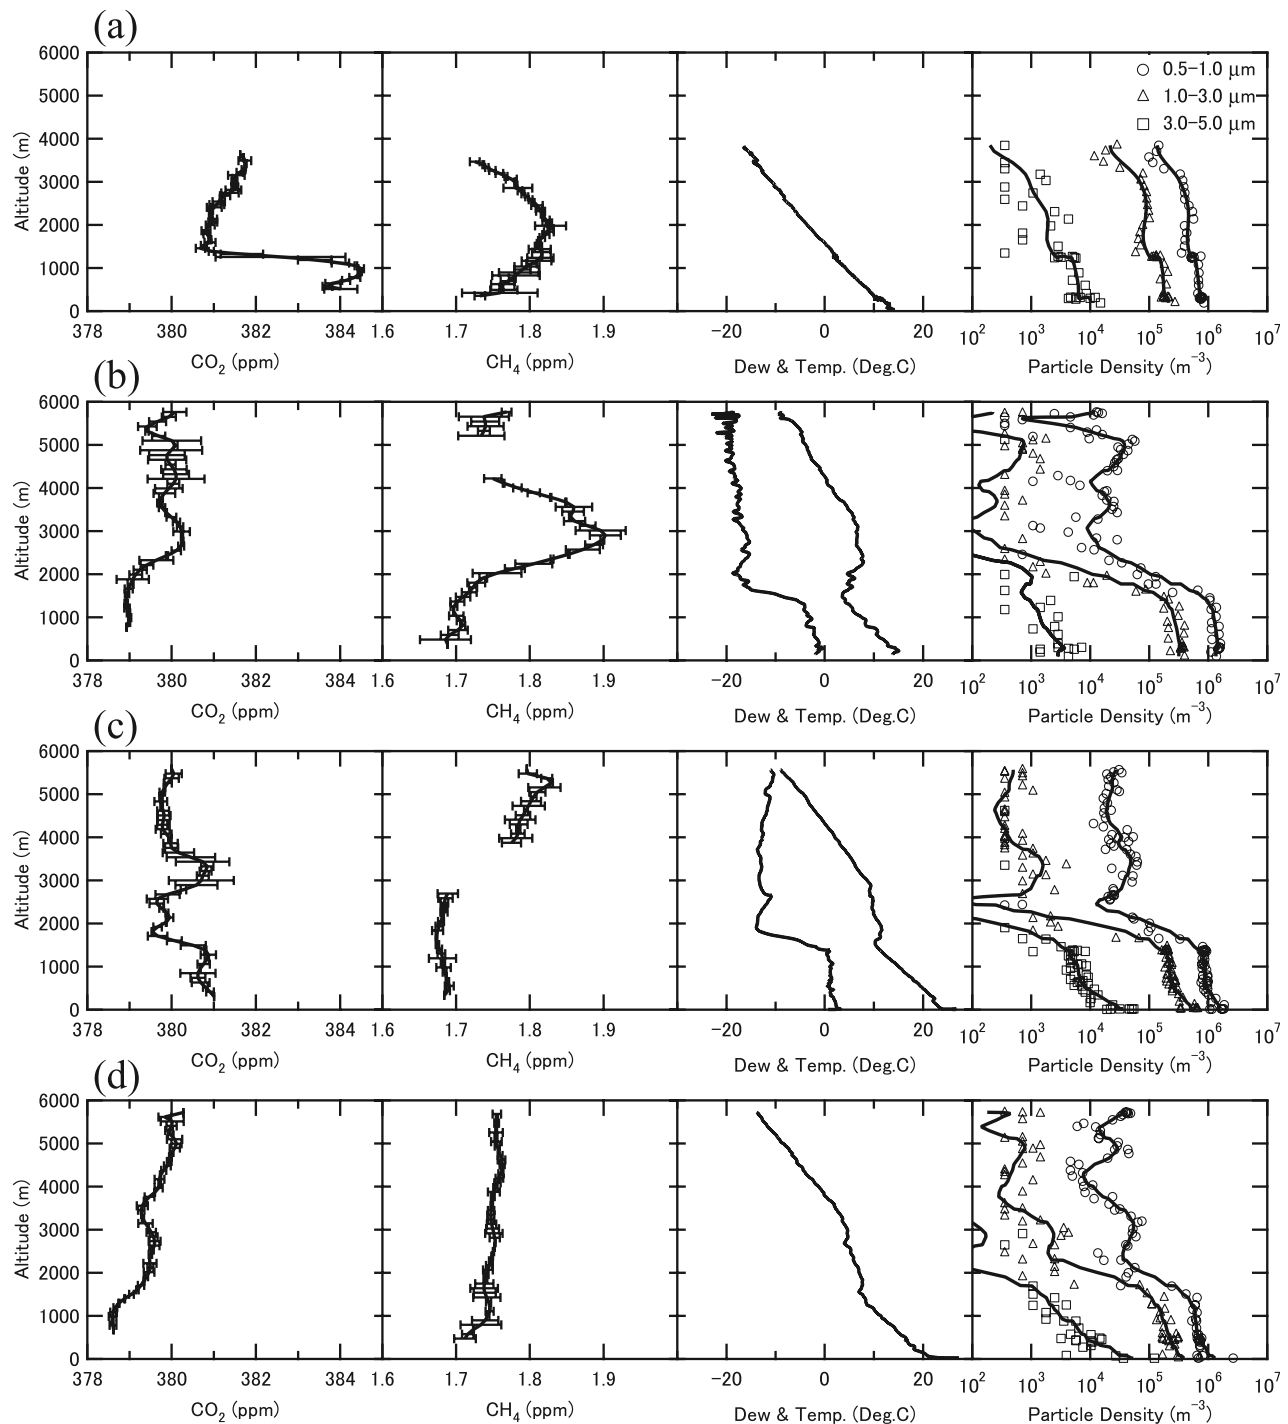 (a)
6000
5000
4000
3000
2000
1000
0
Altitude (m)
378 380 382 384
CO2 (ppm)
1.6 1.7 1.8 1.9
CH4 (ppm)
−20 0 20
Dew & Temp. (Deg.C)
0.5−1.0 μm
1.0−3.0 μm
3.0−5.0 μm
10^2 10^3 10^4 10^5 10^6 10^7
Particle Density (m^−3)
(b)
6000
5000
4000
3000
2000
1000
0
Altitude (m)
378 380 382 384
CO2 (ppm)
1.6 1.7 1.8 1.9
CH4 (ppm)
−20 0 20
Dew & Temp. (Deg.C)
10^2 10^3 10^4 10^5 10^6 10^7
Particle Density (m^−3)
(c)
6000
5000
4000
3000
2000
1000
0
Altitude (m)
378 380 382 384
CO2 (ppm)
1.6 1.7 1.8 1.9
CH4 (ppm)
−20 0 20
Dew & Temp. (Deg.C)
10^2 10^3 10^4 10^5 10^6 10^7
Particle Density (m^−3)
(d)
6000
5000
4000
3000
2000
1000
0
Altitude (m)
378 380 382 384
CO2 (ppm)
1.6 1.7 1.8 1.9
CH4 (ppm)
−20 0 20
Dew & Temp. (Deg.C)
10^2 10^3 10^4 10^5 10^6 10^7
Particle Density (m^−3)